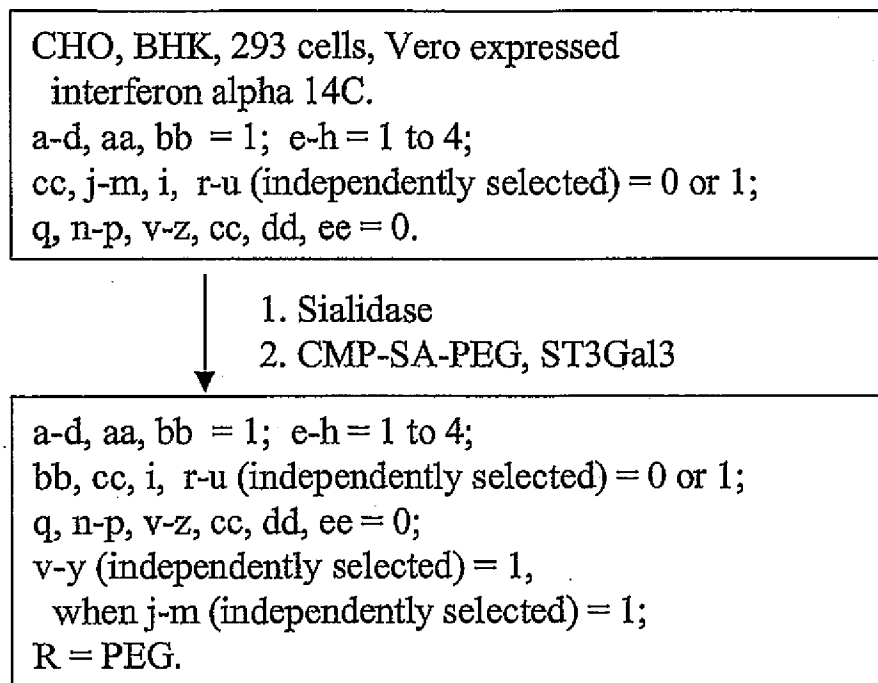 CHO, BHK, 293 cells, Vero expressed
interferon alpha 14C.
a-d, aa, bb = 1; e-h = 1 to 4;
cc, j-m, i, r-u (independently selected) = 0 or 1;
q, n-p, v-z, cc, dd, ee = 0.
1. Sialidase
2. CMP-SA-PEG, ST3Gal3
a-d, aa, bb = 1; e-h = 1 to 4;
bb, cc, i, r-u (independently selected) = 0 or 1;
q, n-p, v-z, cc, dd, ee = 0;
v-y (independently selected) = 1,
when j-m (independently selected) = 1;
R = PEG.